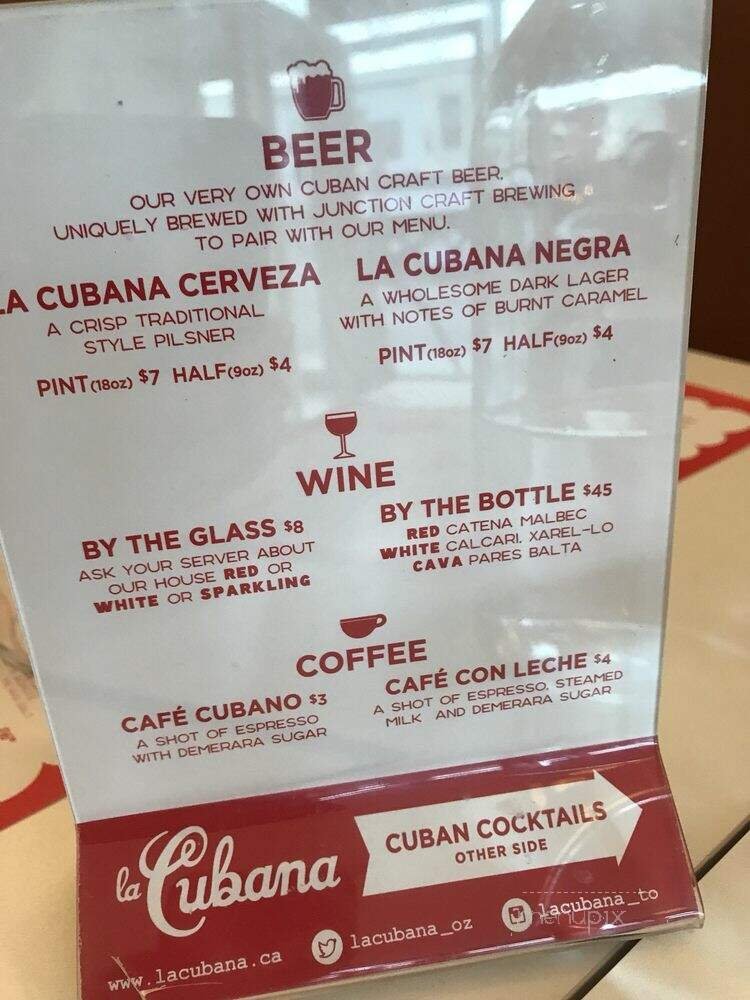 BEER
OUR VERY OWN CUBAN CRAFT BEER.
UNIQUELY BREWED WITH JUNCTION CRAFT BREWING
TO PAIR WITH OUR MENU.
LA CUBANA CERVEZA
A CRISP TRADITIONAL
STYLE PILSNER
PINT(18oz) $7 HALF(9oz) $4
LA CUBANA NEGRA
A WHOLESOME DARK LAGER
WITH NOTES OF BURNT CARAMEL
PINT(18oz) $7 HALF(9oz) $4
WINE
BY THE GLASS $8
ASK YOUR SERVER ABOUT
OUR HOUSE RED OR
WHITE OR SPARKLING
BY THE BOTTLE $45
RED CATENA MALBEC
WHITE CALCARI, XAREL-LO
CAVA PARES BALTA
COFFEE
CAFÉ CUBANO $3
A SHOT OF ESPRESSO
WITH DEMERARA SUGAR
CAFÉ CON LECHE $4
A SHOT OF ESPRESSO, STEAMED
MILK AND DEMERARA SUGAR
la Cubana
CUBAN COCKTAILS
OTHER SIDE
www.lacubana.ca
lacubana_oz
lacubana_to
menupix